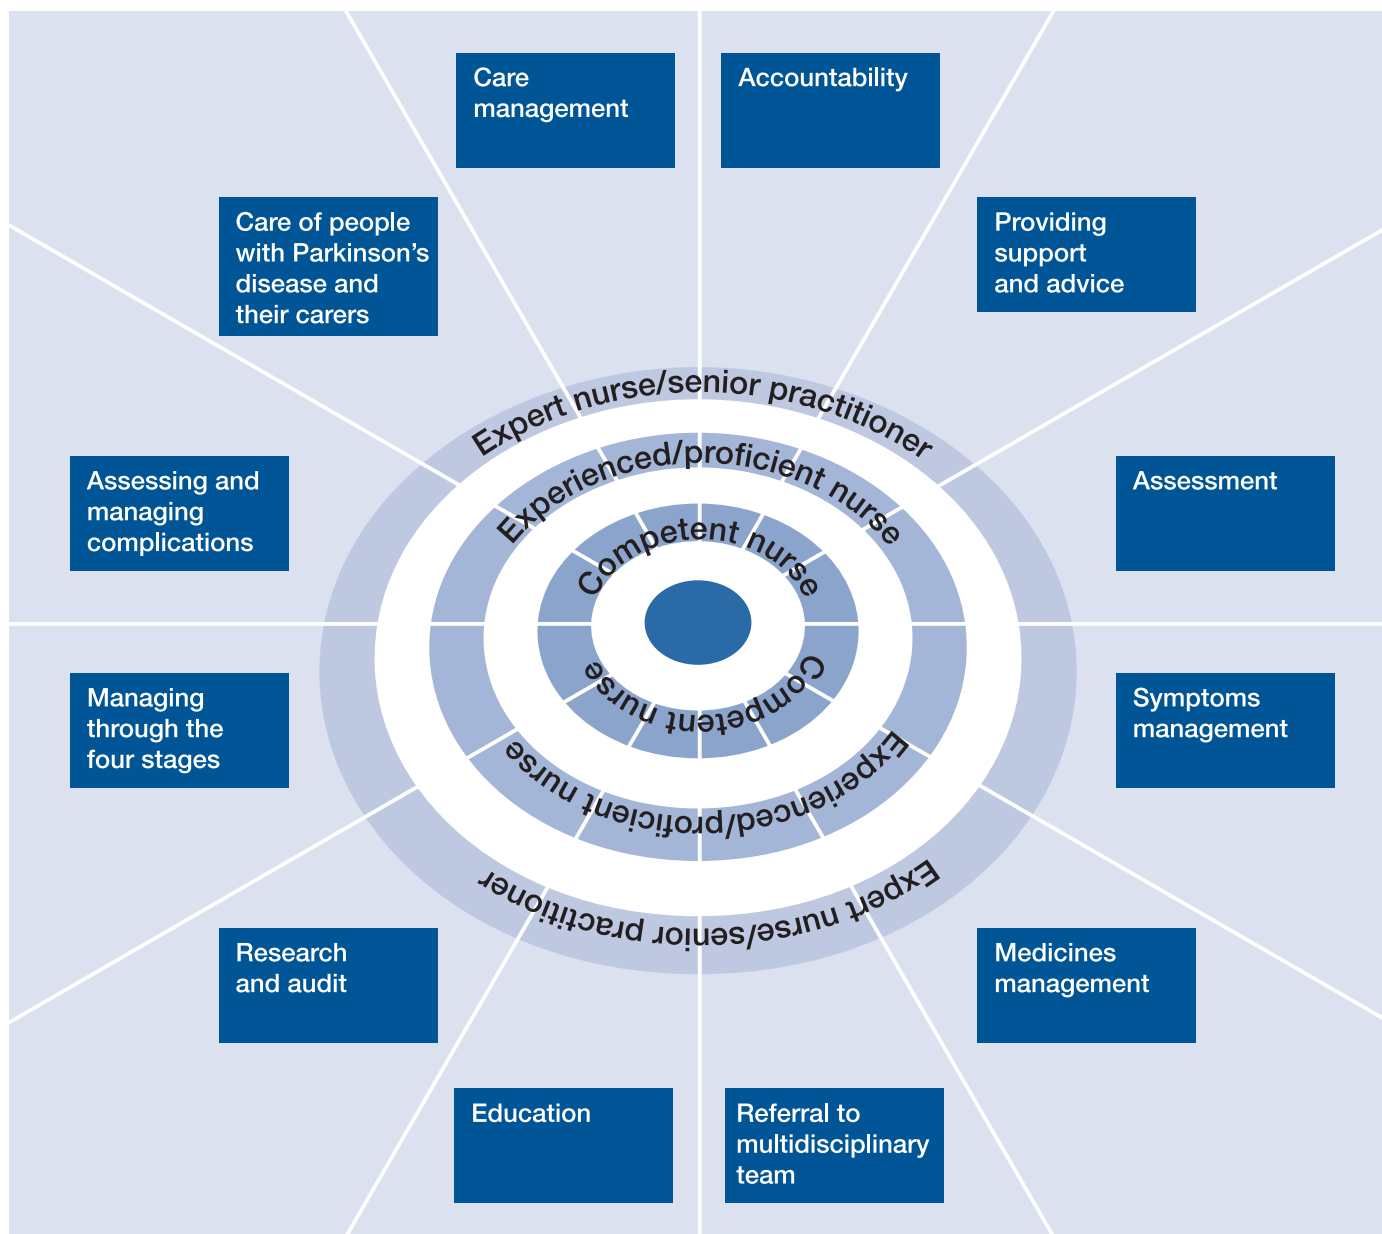 Care
management
Accountability
Care of people
with Parkinson’s
disease and
their carers
Providing
support
and advice
Expert nurse/senior practitioner
Experienced/proficient nurse
Competent nurse
Assessing and
managing
complications
Assessment
Managing
through the
four stages
Symptoms
management
Competent nurse
Experienced/proficient nurse
Expert nurse/senior practitioner
Research
and audit
Medicines
management
Education
Referral to
multidisciplinary
team